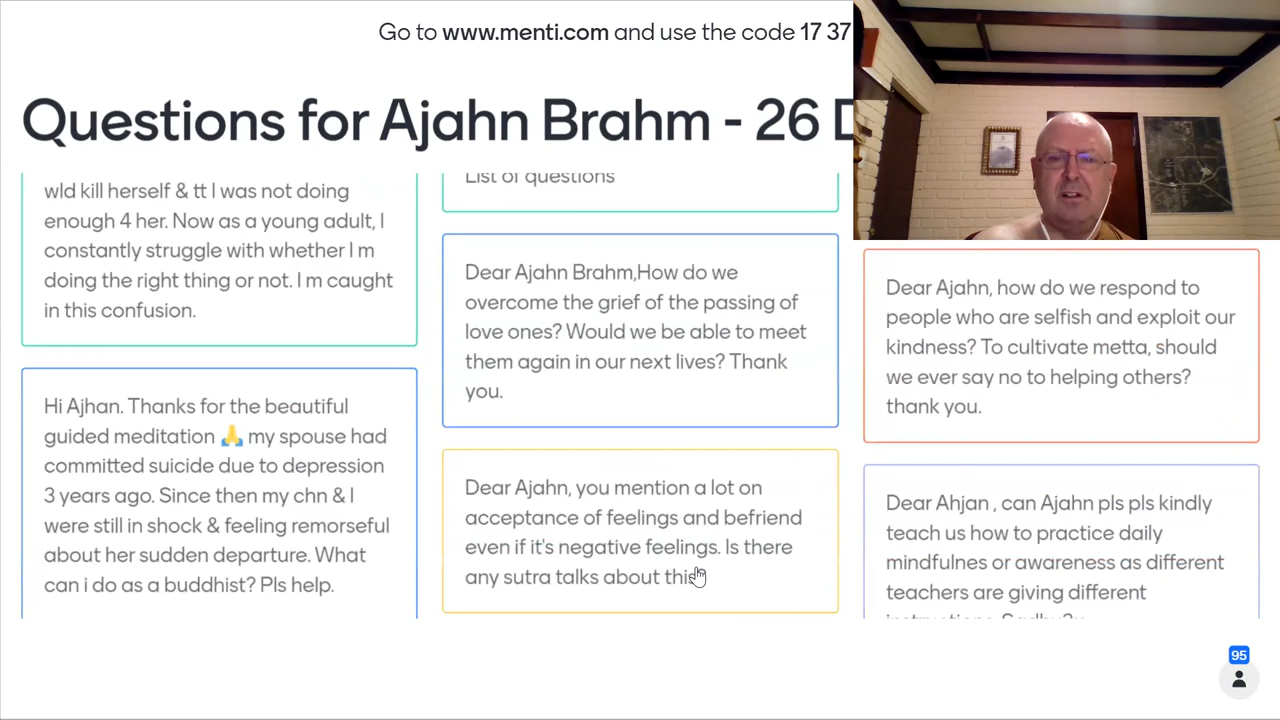 Go to www.menti.com and use the code 17 37
Questions for Ajahn Brahm - 26 D
wld kill herself & tt I was not doing
enough 4 her. Now as a young adult, I
constantly struggle with whether I m
doing the right thing or not. I m caught
in this confusion.
Hi Ajhan. Thanks for the beautiful
guided meditation 🙏 my spouse had
committed suicide due to depression
3 years ago. Since then my chn & I
were still in shock & feeling remorseful
about her sudden departure. What
can i do as a buddhist? Pls help.
List of questions
Dear Ajahn Brahm,How do we
overcome the grief of the passing of
love ones? Would we be able to meet
them again in our next lives? Thank
you.
Dear Ajahn, you mention a lot on
acceptance of feelings and befriend
even if it's negative feelings. Is there
any sutra talks about this
Dear Ajahn, how do we respond to
people who are selfish and exploit our
kindness? To cultivate metta, should
we ever say no to helping others?
thank you.
Dear Ahjan , can Ajahn pls pls kindly
teach us how to practice daily
mindfulnes or awareness as different
teachers are giving different
95